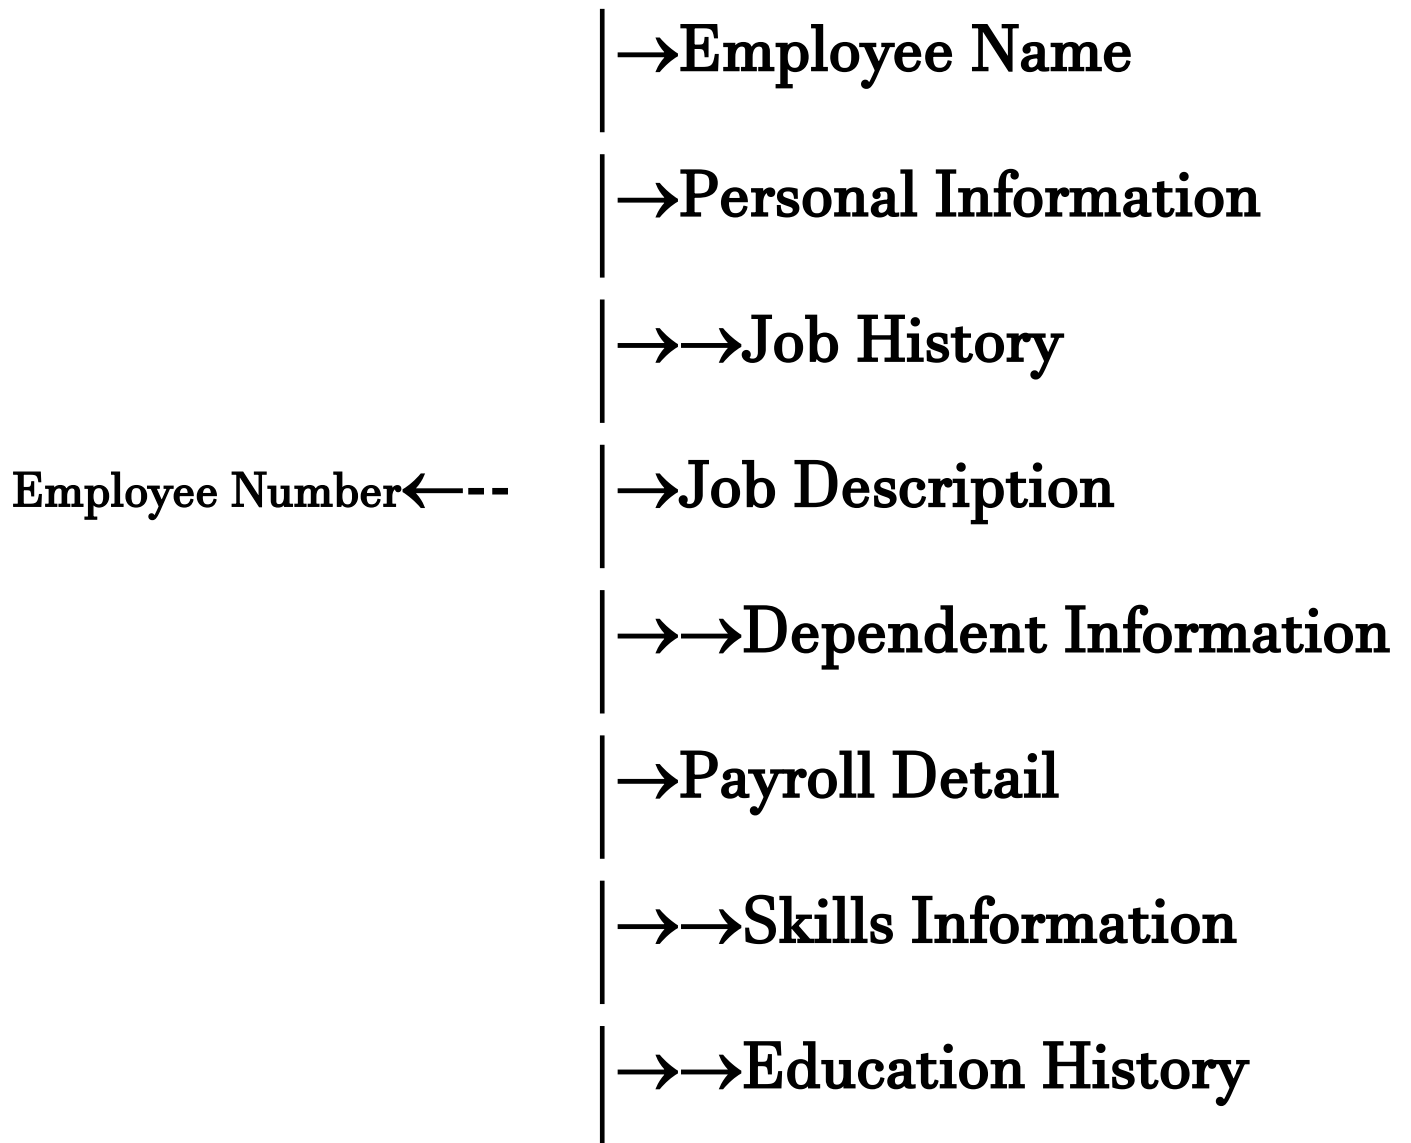 →Employee Name
→Personal Information
→→Job History
Employee Number←-- →Job Description
→→Dependent Information
→Payroll Detail
→→Skills Information
→→Education History